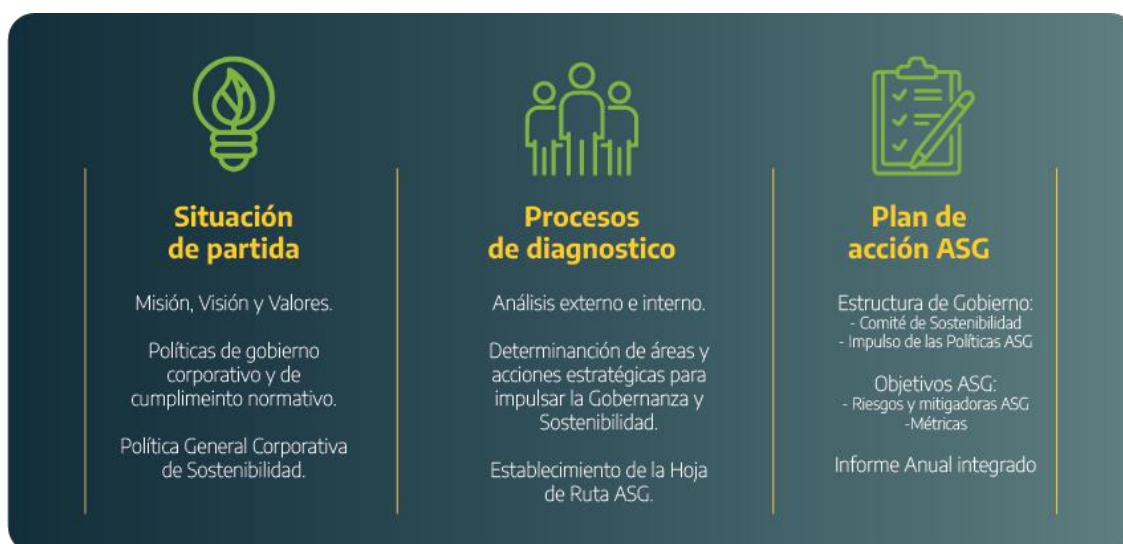 Situación
de partida
Misión, Visión y Valores.
Políticas de gobierno
corporativo y de
cumplimeinto normativo.
Política General Corporativa
de Sostenibilidad.
Procesos
de diagnostico
Análisis externo e interno.
Determinanción de áreas y
acciones estratégicas para
impulsar la Gobernanza y
Sostenibilidad.
Establecimiento de la Hoja
de Ruta ASG.
Plan de
acción ASG
Estructura de Gobierno:
- Comité de Sostenibilidad
- Impulso de las Políticas ASG
Objetivos ASG:
- Riesgos y mitigadoras ASG
-Métricas
Informe Anual integrado